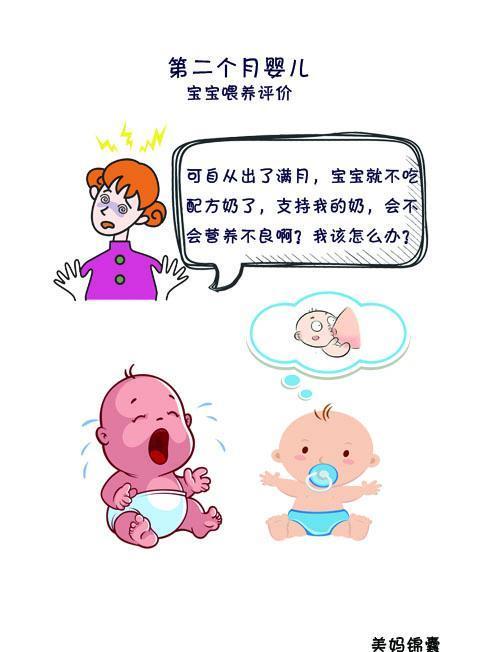 第二个月婴儿
宝宝喂养评价
可自从出了满月，宝宝就不吃
配方奶了，支持我的奶，会不
会营养不良啊？我该怎么办？
美妈锦囊